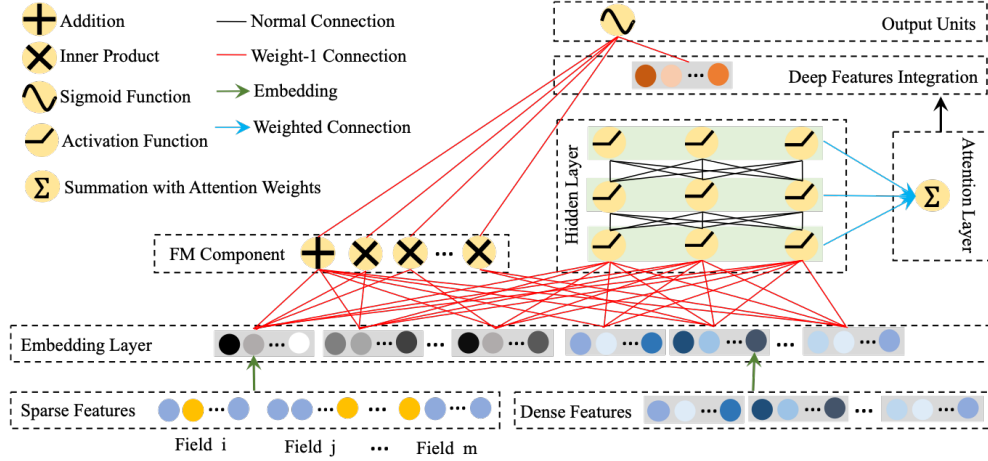 Addition
Inner Product
Sigmoid Function
Activation Function
Σ
Summation with Attention Weights
Normal Connection
Weight-1 Connection
Embedding
Weighted Connection
Output Units
Deep Features Integration
Hidden Layer
Σ
Attention Layer
FM Component
Embedding Layer
Sparse Features
Field i
Field j
...
Field m
Dense Features